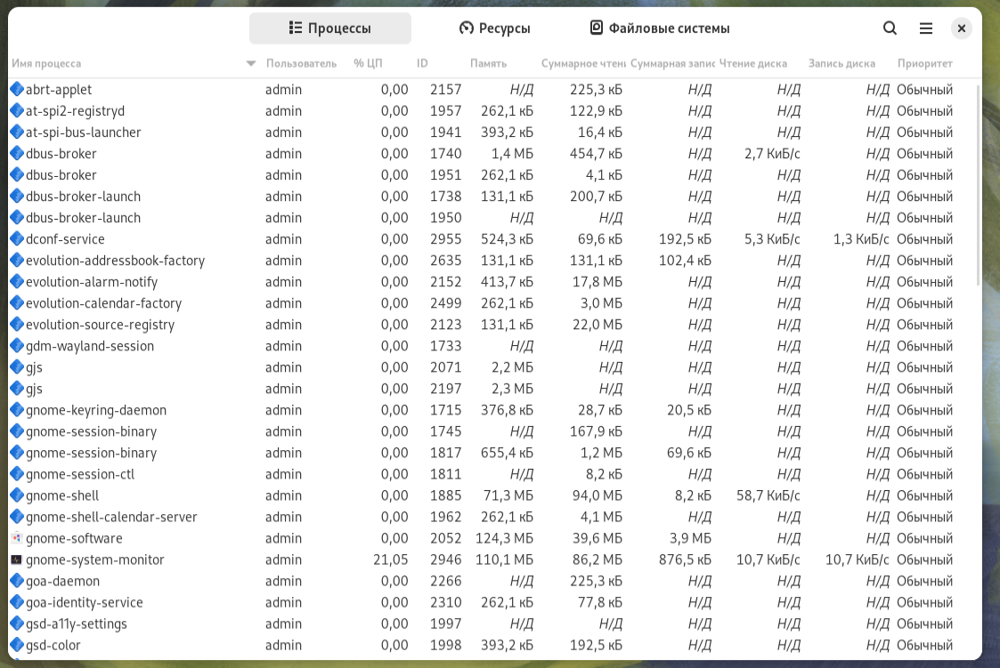 Процессы Ресурсы Файловые системы
Имя процесса Пользователь % ЦП ID Память Суммарное чтен Суммарная запис Чтение диска Запись диска Приоритет
abrt-applet admin 0,00 2157 Н/Д 225,3 кБ Н/Д Н/Д Н/Д Обычный
at-spi2-registryd admin 0,00 1957 262,1 кБ 122,9 кБ Н/Д Н/Д Н/Д Обычный
at-spi-bus-launcher admin 0,00 1941 393,2 кБ 16,4 кБ Н/Д Н/Д Н/Д Обычный
dbus-broker admin 0,00 1740 1,4 МБ 454,7 кБ Н/Д 2,7 КиБ/с Н/Д Обычный
dbus-broker admin 0,00 1951 262,1 кБ 4,1 кБ Н/Д Н/Д Н/Д Обычный
dbus-broker-launch admin 0,00 1738 131,1 кБ 200,7 кБ Н/Д Н/Д Н/Д Обычный
dbus-broker-launch admin 0,00 1950 Н/Д Н/Д Н/Д Н/Д Н/Д Обычный
dconf-service admin 0,00 2955 524,3 кБ 69,6 кБ 192,5 кБ 5,3 КиБ/с 1,3 КиБ/с Обычный
evolution-addressbook-factory admin 0,00 2635 131,1 кБ 131,1 кБ 102,4 кБ Н/Д Н/Д Обычный
evolution-alarm-notify admin 0,00 2152 413,7 кБ 17,8 МБ Н/Д Н/Д Н/Д Обычный
evolution-calendar-factory admin 0,00 2499 262,1 кБ 3,0 МБ Н/Д Н/Д Н/Д Обычный
evolution-source-registry admin 0,00 2123 131,1 кБ 22,0 МБ Н/Д Н/Д Н/Д Обычный
gdm-wayland-session admin 0,00 1733 Н/Д Н/Д Н/Д Н/Д Н/Д Обычный
gjs admin 0,00 2071 2,2 МБ Н/Д Н/Д Н/Д Н/Д Обычный
gjs admin 0,00 2197 2,3 МБ Н/Д Н/Д Н/Д Н/Д Обычный
gnome-keyring-daemon admin 0,00 1715 376,8 кБ 28,7 кБ 20,5 кБ Н/Д Н/Д Обычный
gnome-session-binary admin 0,00 1745 Н/Д 167,9 кБ Н/Д Н/Д Н/Д Обычный
gnome-session-binary admin 0,00 1817 655,4 кБ 1,2 МБ 69,6 кБ Н/Д Н/Д Обычный
gnome-session-ctl admin 0,00 1811 Н/Д 8,2 кБ Н/Д Н/Д Н/Д Обычный
gnome-shell admin 0,00 1885 71,3 МБ 94,0 МБ 8,2 кБ 58,7 КиБ/с Н/Д Обычный
gnome-shell-calendar-server admin 0,00 1962 262,1 кБ 4,1 МБ Н/Д Н/Д Н/Д Обычный
gnome-software admin 0,00 2052 124,3 МБ 39,6 МБ 3,9 МБ Н/Д Н/Д Обычный
gnome-system-monitor admin 21,05 2946 110,1 МБ 86,2 МБ 876,5 кБ 10,7 КиБ/с 10,7 КиБ/с Обычный
goa-daemon admin 0,00 2266 Н/Д 225,3 кБ Н/Д Н/Д Н/Д Обычный
goa-identity-service admin 0,00 2310 262,1 кБ 77,8 кБ Н/Д Н/Д Н/Д Обычный
gsd-a11y-settings admin 0,00 1997 Н/Д Н/Д Н/Д Н/Д Н/Д Обычный
gsd-color admin 0,00 1998 393,2 кБ 192,5 кБ Н/Д Н/Д Н/Д Обычный